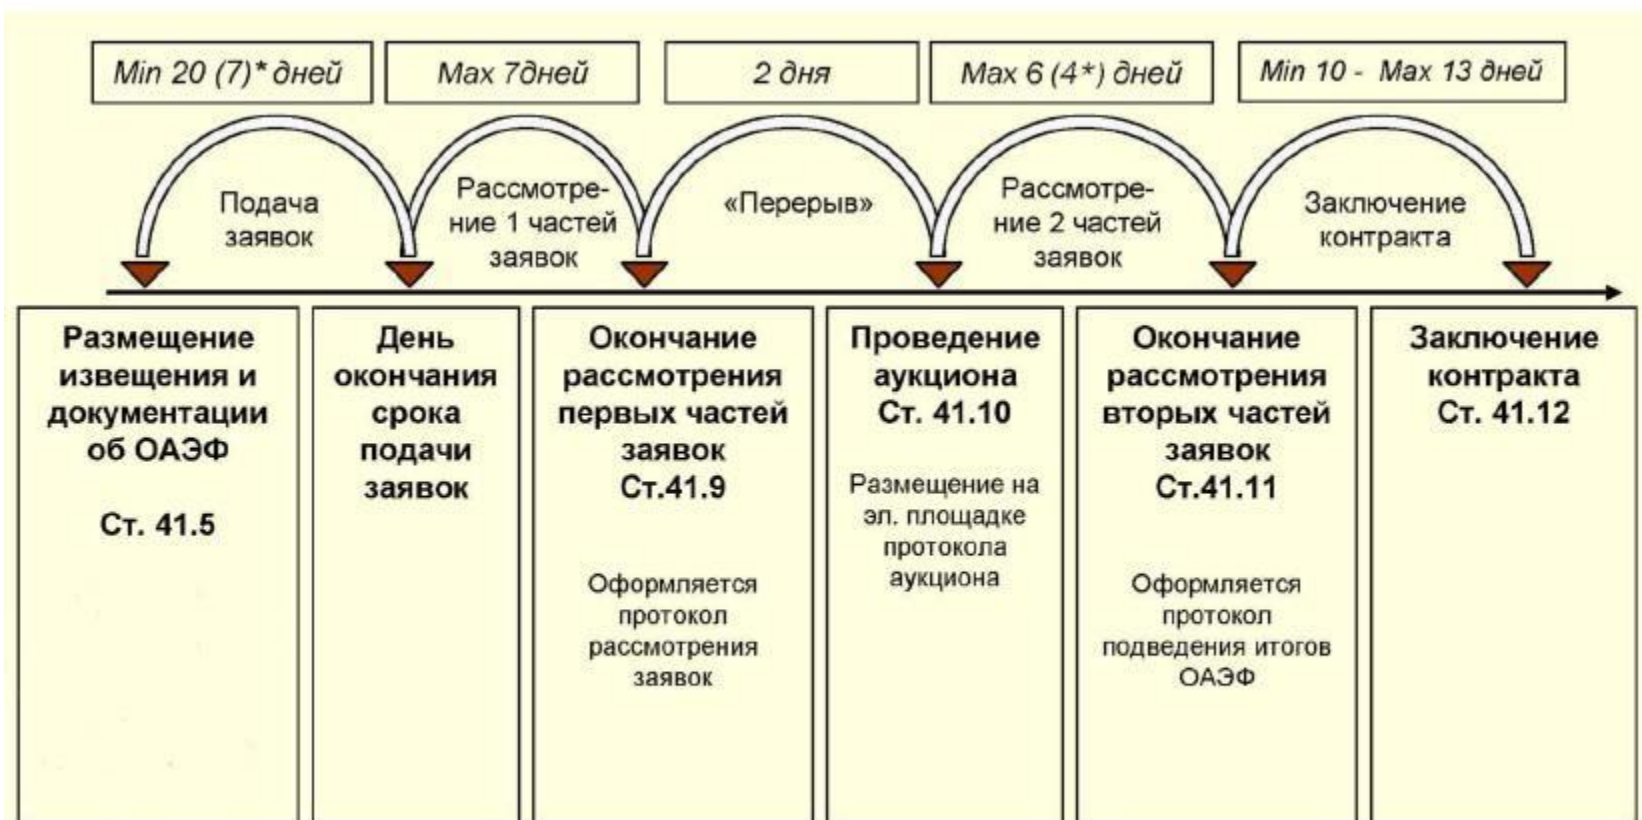 Min 20 (7)* дней
Max 7дней
2 дня
Max 6 (4*) дней
Min 10 - Max 13 дней
Подача
заявок
Рассмотре-
ние 1 частей
заявок
«Перерыв»
Рассмотре-
ние 2 частей
заявок
Заключение
контракта
Размещение
извещения и
документации
об ОАЭФ
Ст. 41.5
День
окончания
срока
подачи
заявок
Окончание
рассмотрения
первых частей
заявок
Ст.41.9
Оформляется
протокол
рассмотрения
заявок
Проведение
аукциона
Ст. 41.10
Размещение на
эл. площадке
протокола
аукциона
Окончание
рассмотрения
вторых частей
заявок
Ст.41.11
Оформляется
протокол
подведения итогов
ОАЭФ
Заключение
контракта
Ст. 41.12